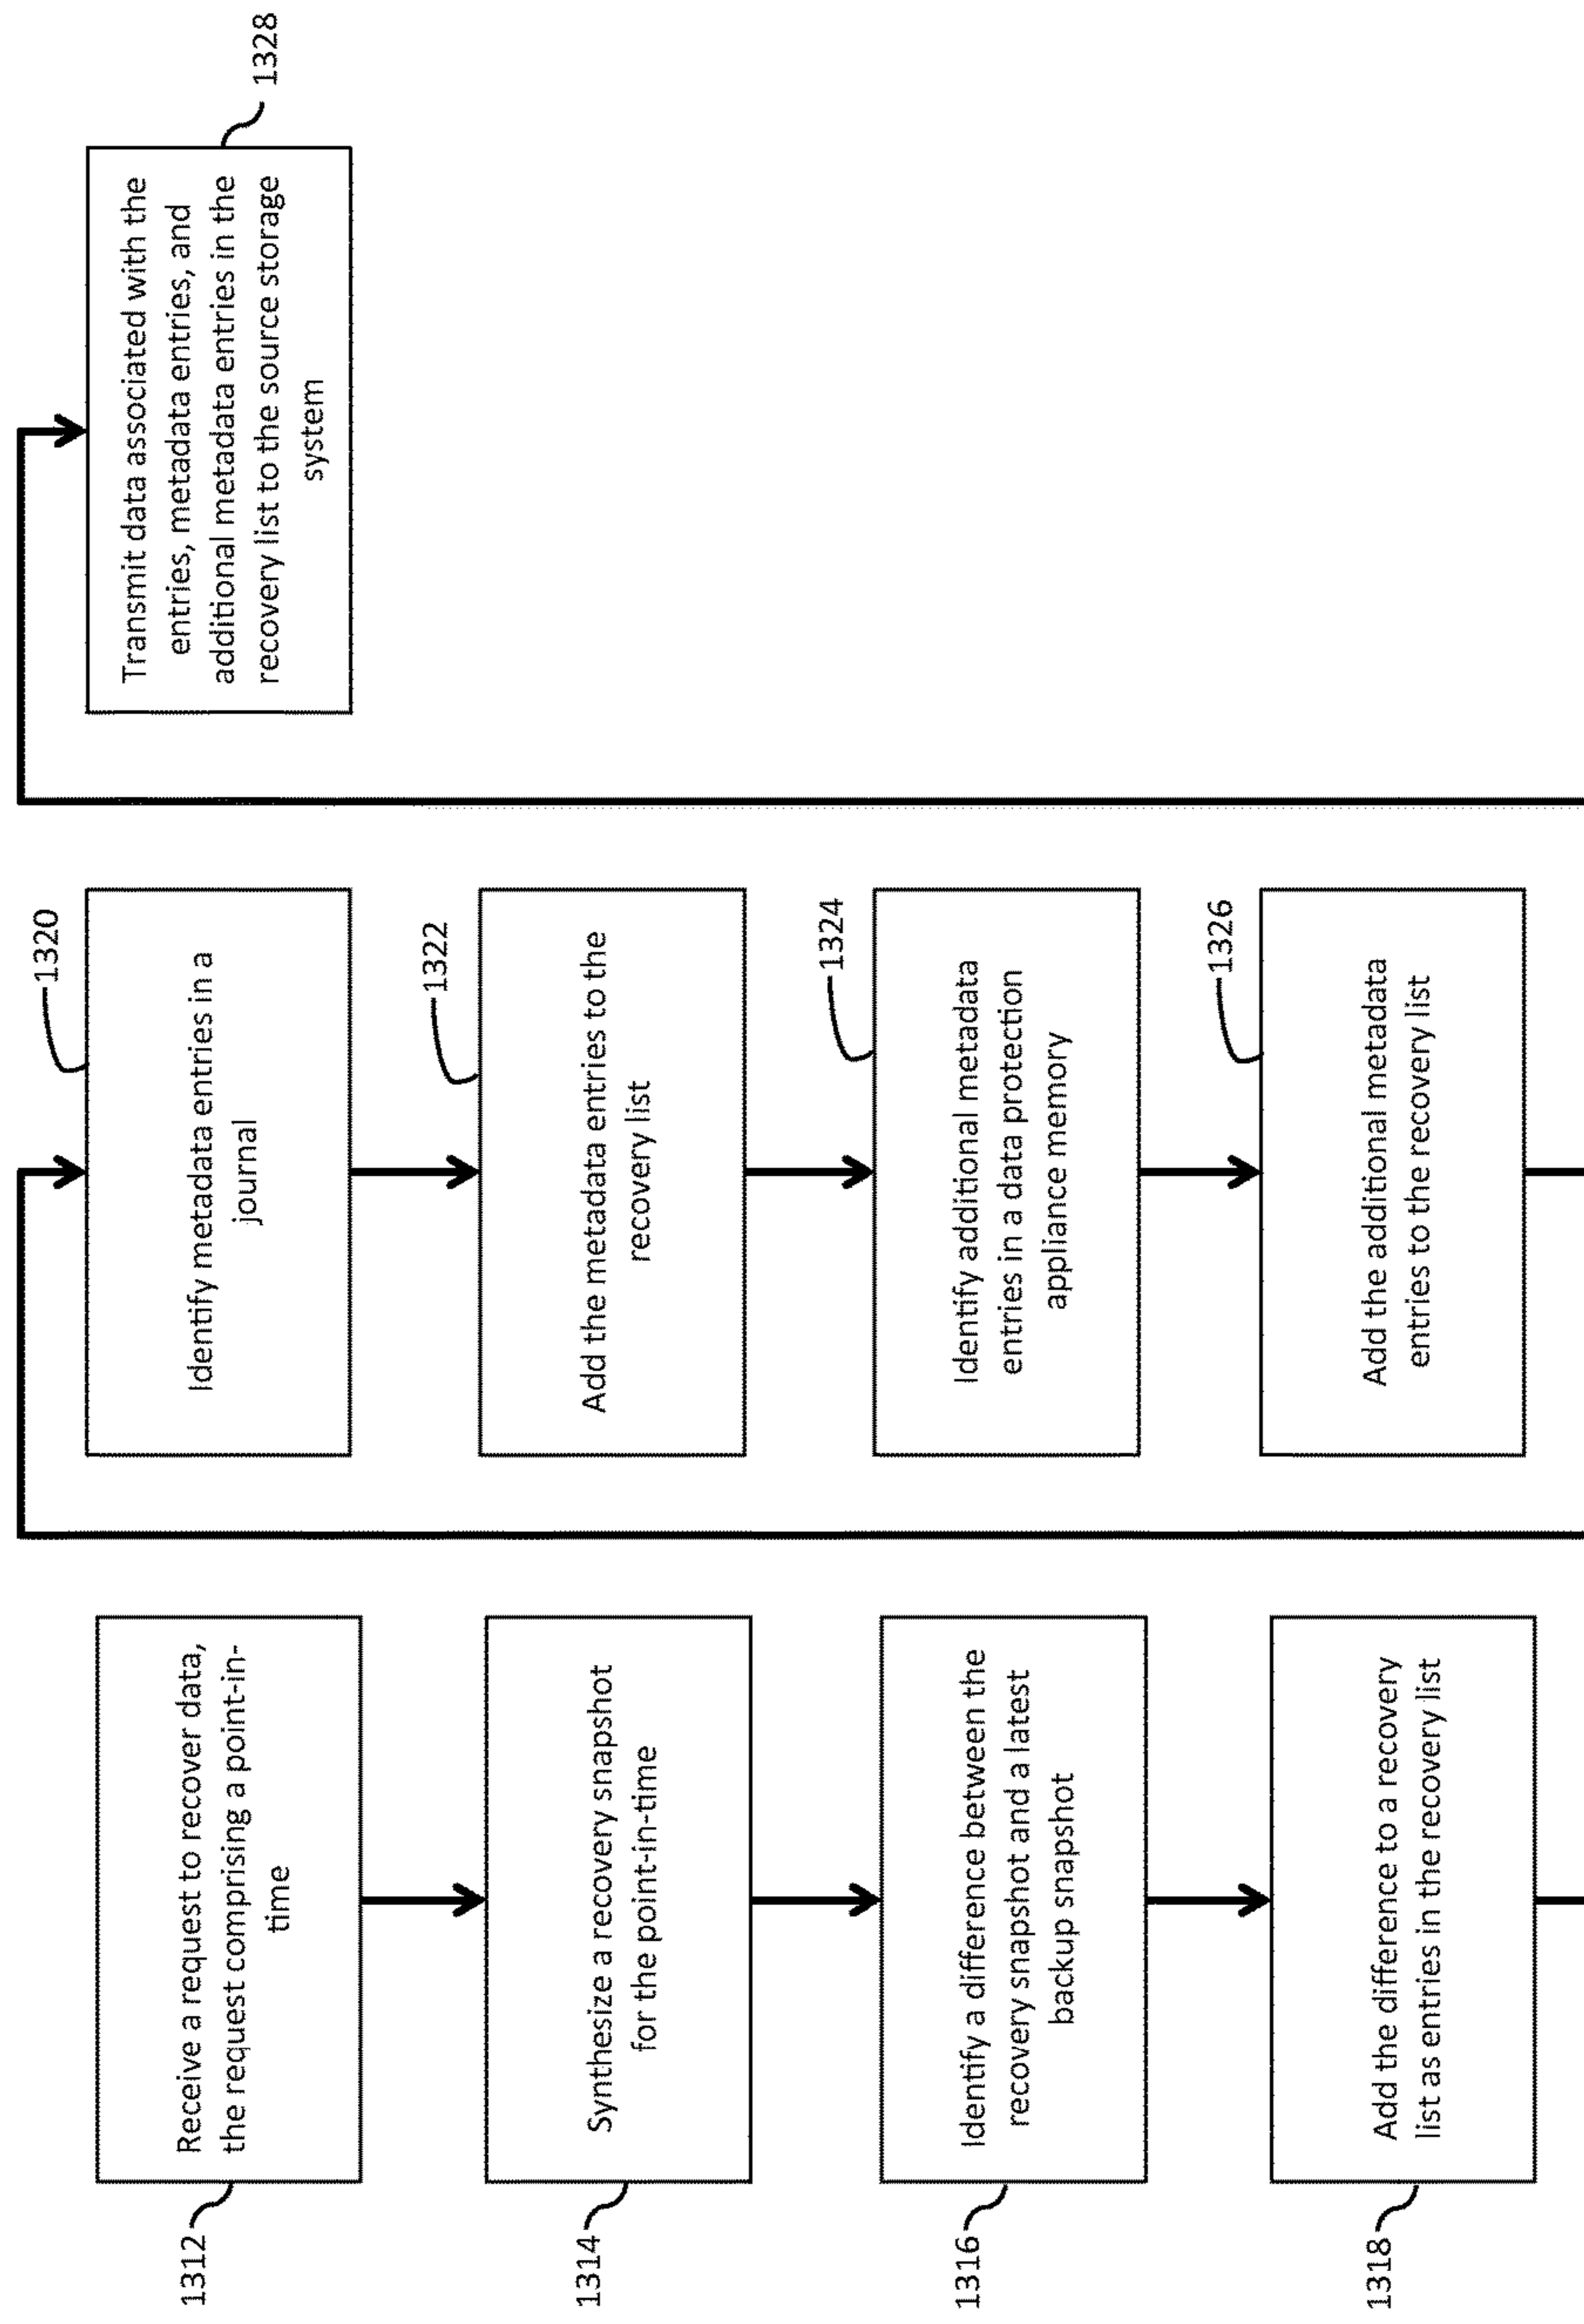 1312
Receive a request to recover data,
the request comprising a point-in-
time
1314
Synthesize a recovery snapshot
for the point-in-time
1316
Identify a difference between the
recovery snapshot and a latest
backup snapshot
1318
Add the difference to a recovery
list as entries in the recovery list
1320
Identify metadata entries in a
journal
1322
Add the metadata entries to the
recovery list
1324
Identify additional metadata
entries in a data protection
appliance memory
1326
Add the additional metadata
entries to the recovery list
1328
Transmit data associated with the
entries, metadata entries, and
additional metadata entries in the
recovery list to the source storage
system